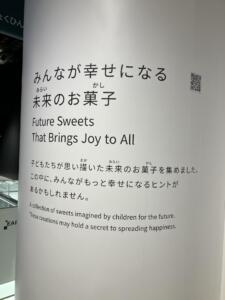 みんなが幸せになる
未来のお菓子
Future Sweets
That Brings Joy to All
子どもたちが思い描いた未来のお菓子を集めました。
この中に、みんながもっと幸せになるヒントが
あるかもしれません。
A collection of sweets imagined by children for the future.
These creations may hold a secret to spreading happiness.